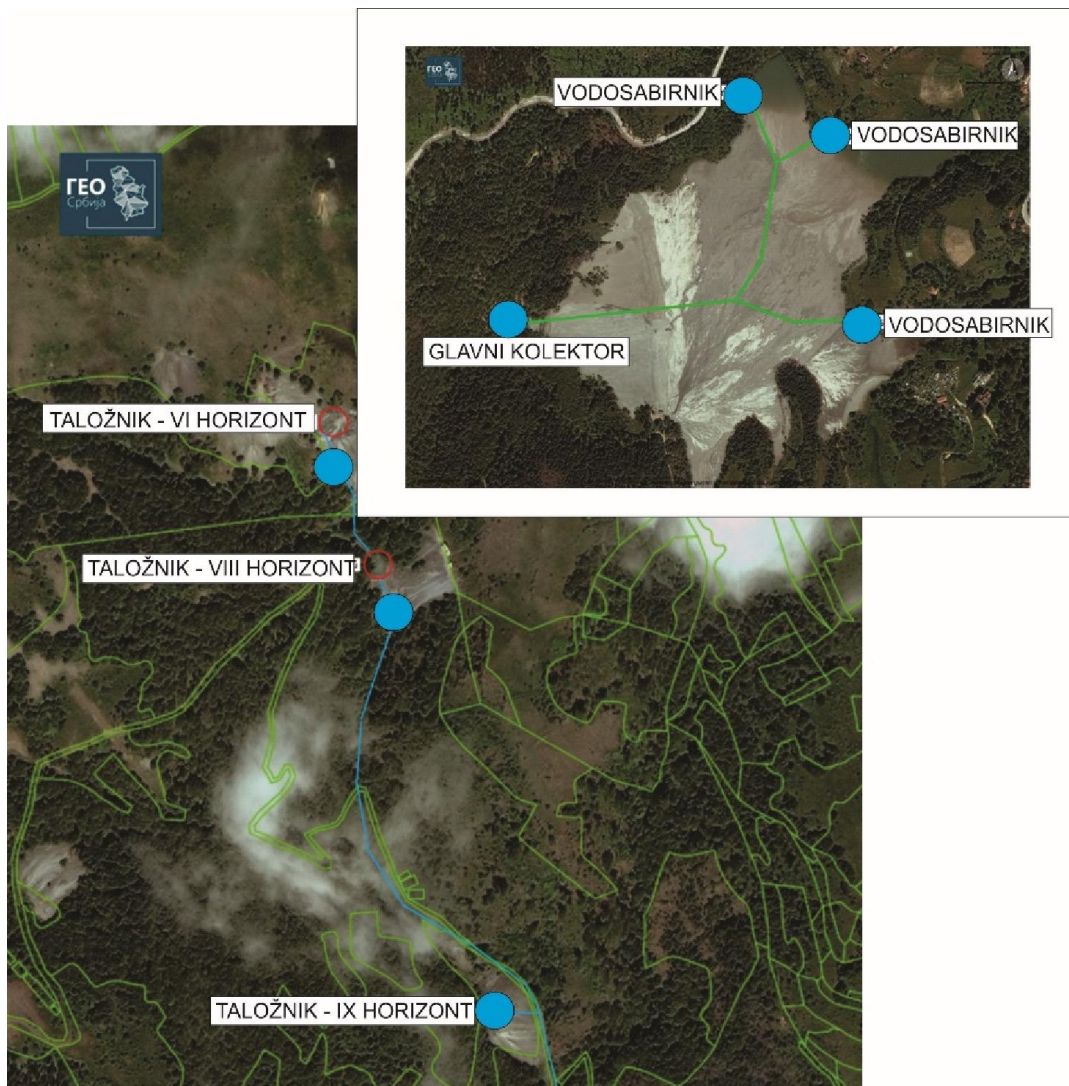 VODOSABIRNIK
VODOSABIRNIK
VODOSABIRNIK
GLAVNI KOLEKTOR
ГЕО
Србија
TALOŽNIK - VI HORIZONT
TALOŽNIK - VIII HORIZONT
TALOŽNIK - IX HORIZONT